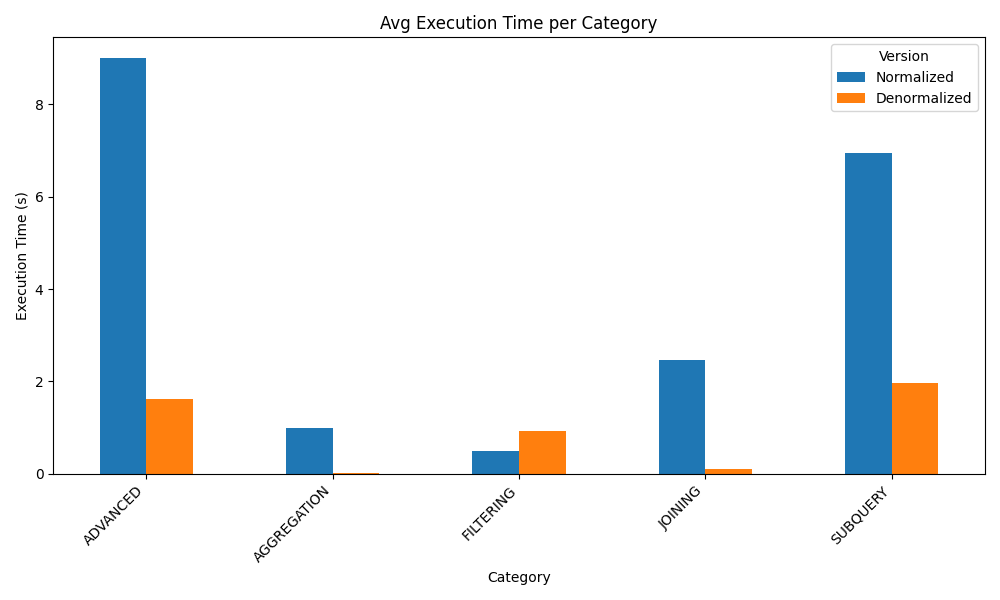 Avg Execution Time per Category
Version
Normalized
Denormalized
Execution Time (s)
8
6
4
2
0
ADVANCED
AGGREGATION
FILTERING
JOINING
SUBQUERY
Category